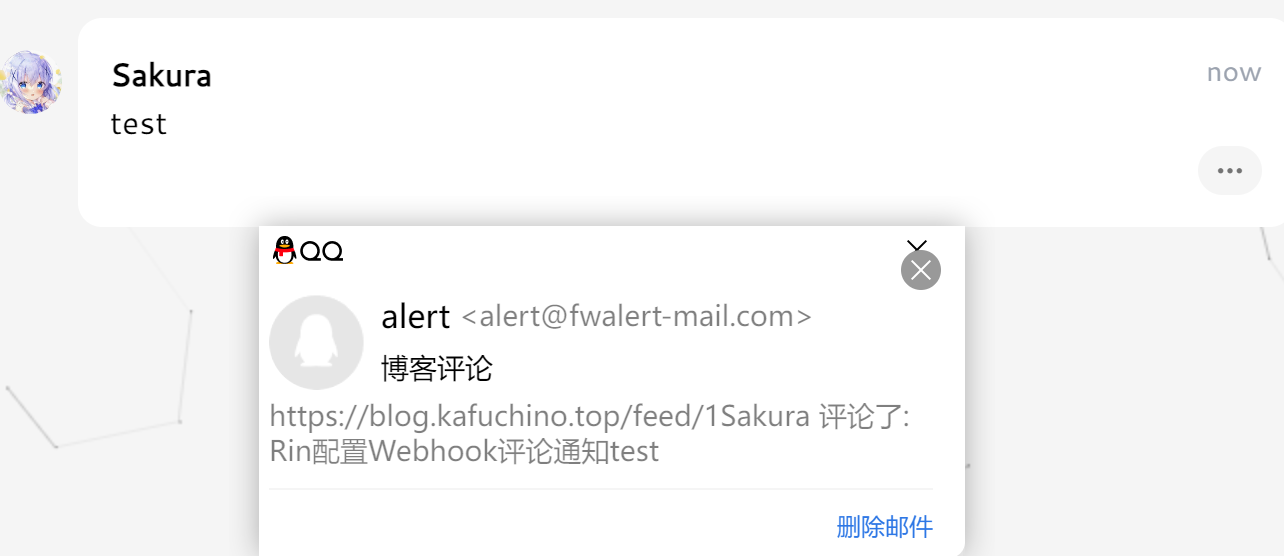 Sakura
now
test
QQ
alert <alert@fwalert-mail.com>
博客评论
https://blog.kafuchino.top/feed/1Sakura 评论了:
Rin配置Webhook评论通知test
删除邮件